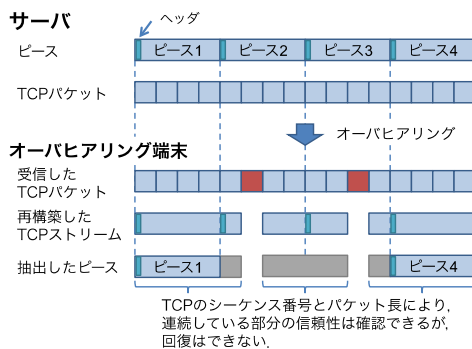 サーバ
ヘッダ
ピース
ピース1
ピース2
ピース3
ピース4
TCPパケット
オーバヒアリング
オーバヒアリング端末
受信した
TCPパケット
再構築した
TCPストリーム
抽出したピース
ピース1
ピース4
TCPのシーケンス番号とパケット長により,
連続している部分の信頼性は確認できるが,
回復はできない.